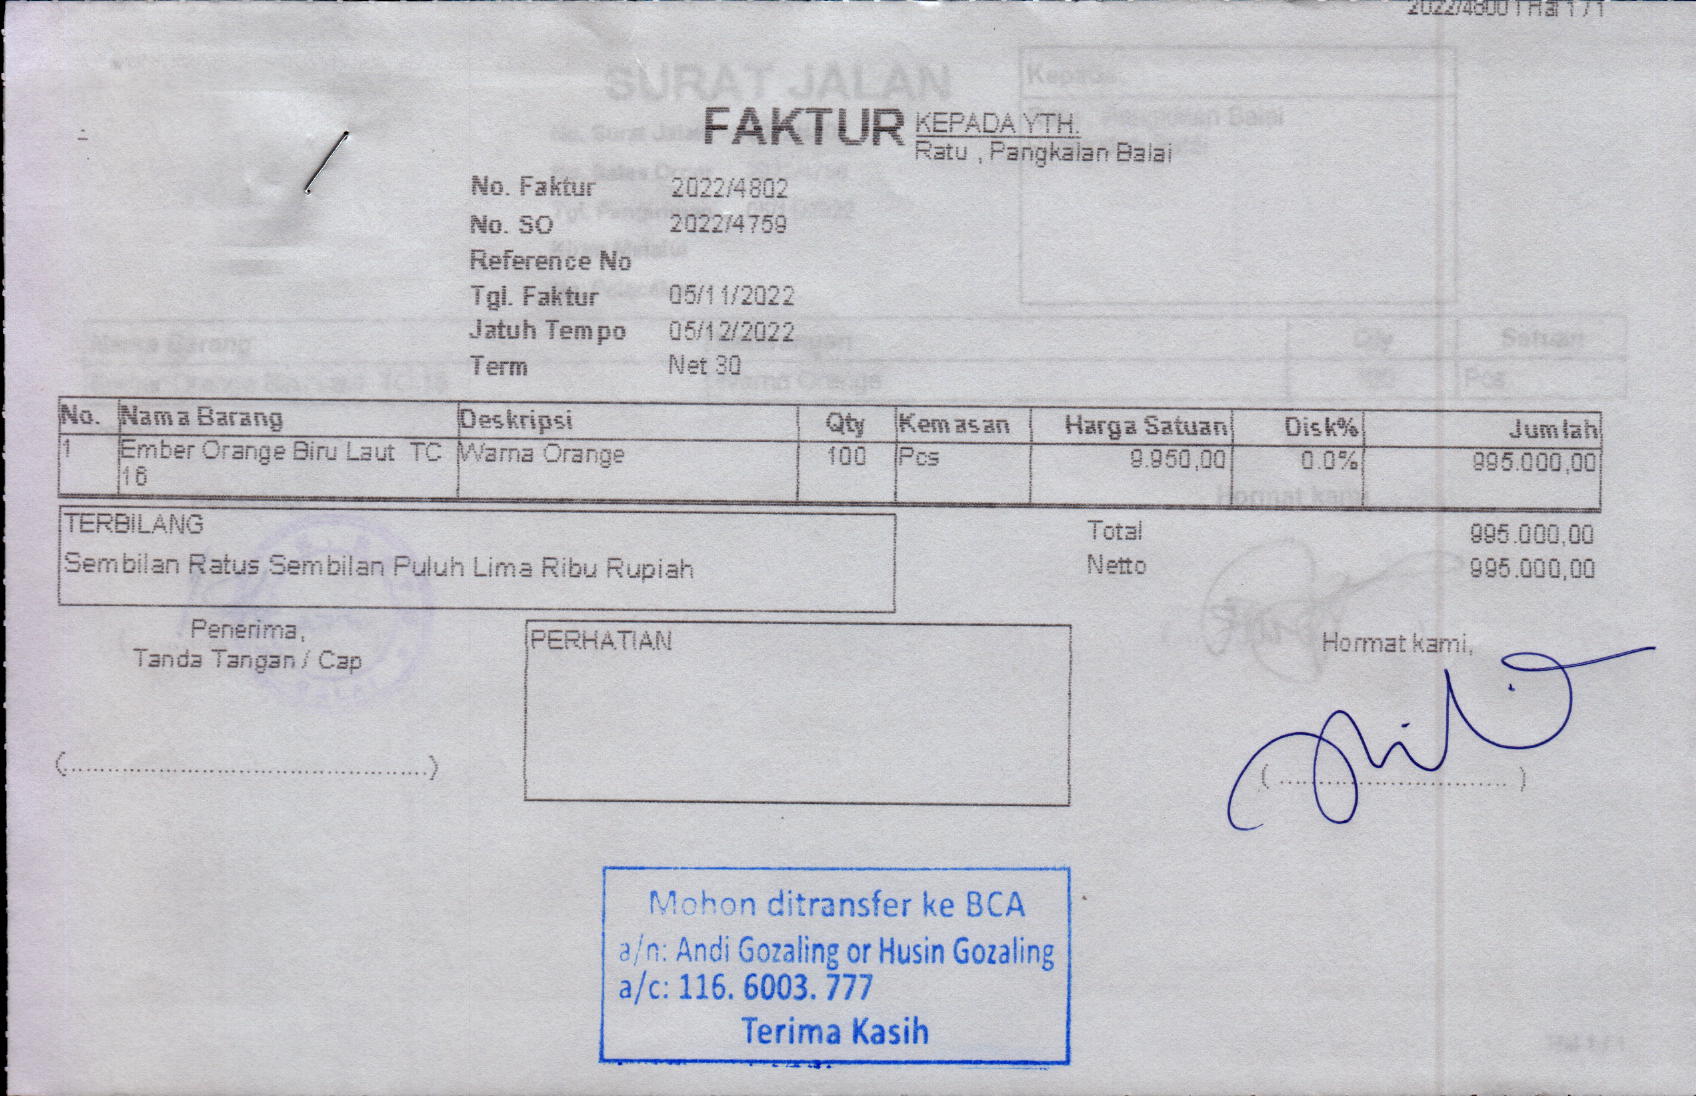 FAKTUR
KEPADA YTH.
Ratu , Pangkalan Balai
No. Faktur 2022/4802
No. SO 2022/4759
Reference No
Tgl. Faktur 05/11/2022
Jatuh Tempo 05/12/2022
Term Net 30
No. Nama Barang Deskripsi Qty Kemasan Harga Satuan Disk% Jumlah
1 Ember Orange Biru Laut TC Warna Orange 100 Pcs 9.950,00 0.0% 995.000,00
16
TERBILANG
Sembilan Ratus Sembilan Puluh Lima Ribu Rupiah
Total 995.000,00
Netto 995.000,00
Penerima,
Tanda Tangan / Cap
PERHATIAN
Hormat kami,
Mohon ditransfer ke BCA
a/n: Andi Gozaling or Husin Gozaling
a/c: 116. 6003. 777
Terima Kasih